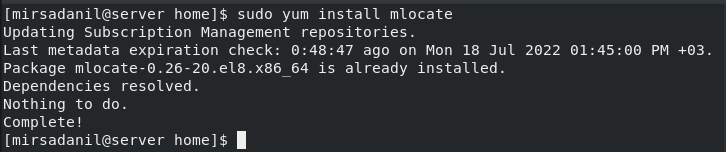 [mirsadanil@server home]$ sudo yum install mlocate
Updating Subscription Management repositories.
Last metadata expiration check: 0:48:47 ago on Mon 18 Jul 2022 01:45:00 PM +03.
Package mlocate-0.26-20.el8.x86_64 is already installed.
Dependencies resolved.
Nothing to do.
Complete!
[mirsadanil@server home]$